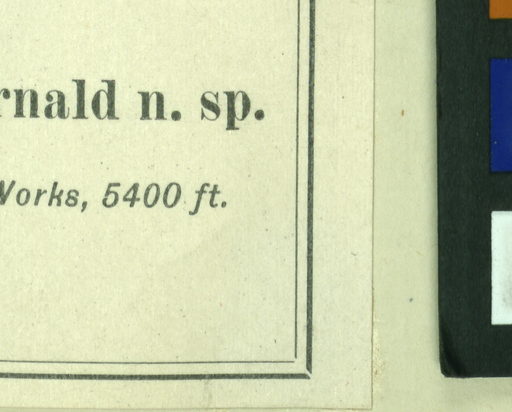 rnald n. sp.
Works, 5400 ft.